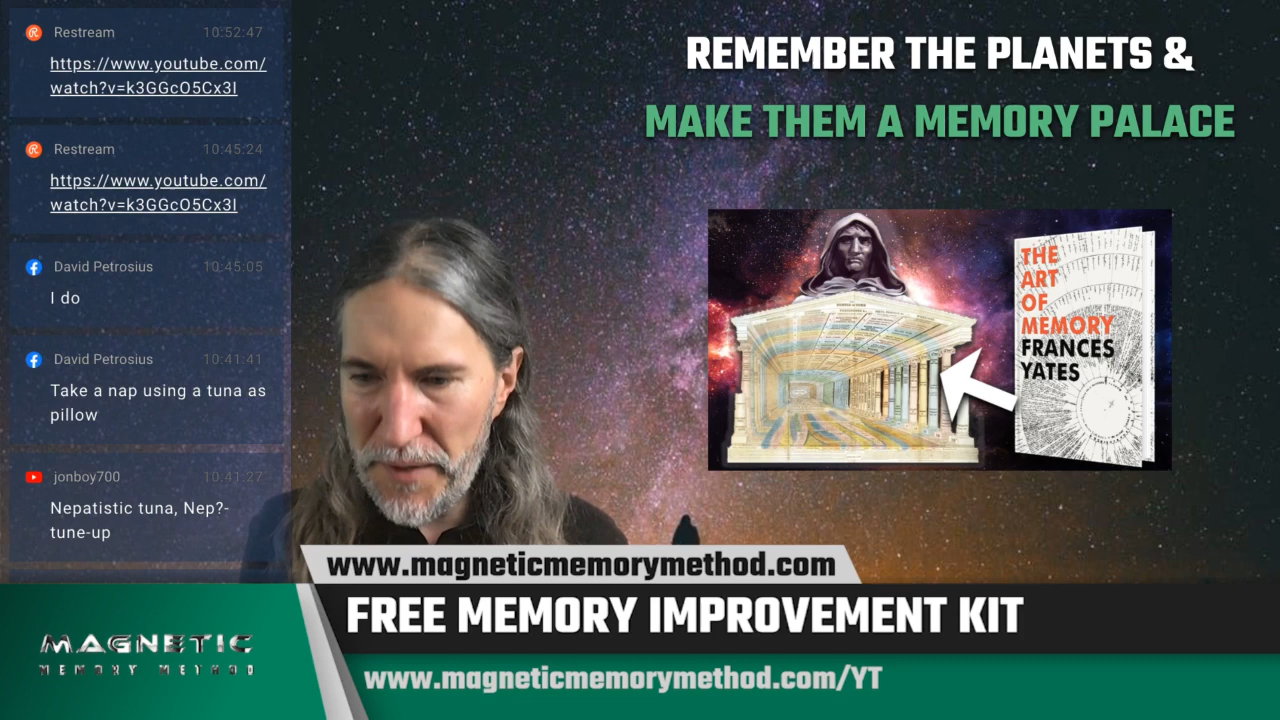 Restream 10:52:47
https://www.youtube.com/
watch?v=k3GGcO5Cx3I
Restream 10:45:24
https://www.youtube.com/
watch?v=k3GGcO5Cx3I
David Petrosius 10:45:05
I do
David Petrosius 10:41:41
Take a nap using a tuna as
pillow
jonboy700 10:41:27
Nepatistic tuna, Nep?-
tune-up
REMEMBER THE PLANETS &
MAKE THEM A MEMORY PALACE
THE
ART
OF
MEMORY
FRANCES
YATES
www.magneticmemorymethod.com
FREE MEMORY IMPROVEMENT KIT
www.magneticmemorymethod.com/YT
MAGNETIC
MEMORY METHOD